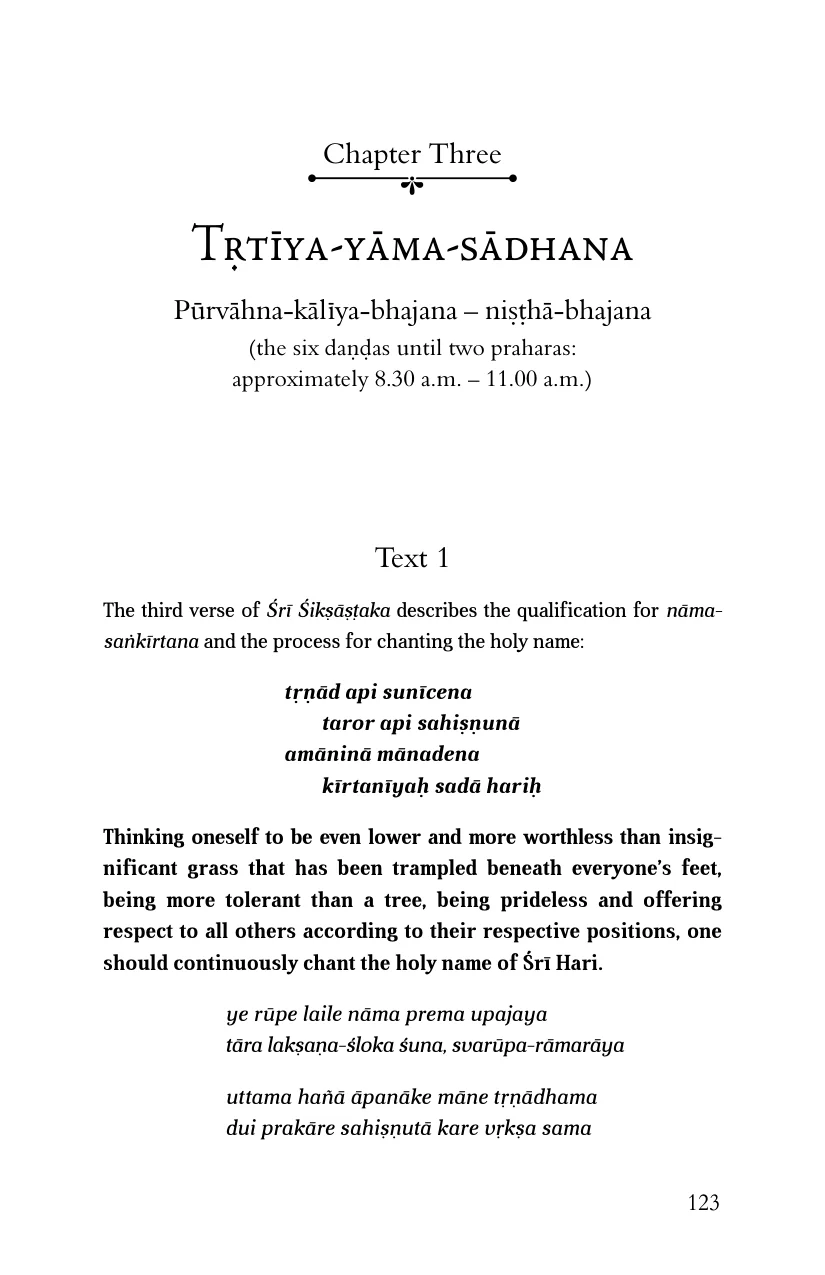 Chapter Three
Tṛtīya-yāma-sādhana
Pūrvāhna-kālīya-bhajana – niṣṭhā-bhajana
(the six daṇḍas until two praharas:
approximately 8.30 a.m. – 11.00 a.m.)
Text 1
The third verse of Śrī Śikṣāṣṭaka describes the qualification for nāma-
saṅkīrtana and the process for chanting the holy name:
tṛṇād api sunīcena
taror api sahiṣṇunā
amāninā mānadena
kīrtanīyaḥ sadā hariḥ
Thinking oneself to be even lower and more worthless than insig-
nificant grass that has been trampled beneath everyone's feet,
being more tolerant than a tree, being prideless and offering
respect to all others according to their respective positions, one
should continuously chant the holy name of Śrī Hari.
ye rūpe laile nāma prema upajaya
tāra lakṣaṇa-śloka śuna, svarūpa-rāmarāya
uttama hañā āpanāke māne tṛṇādhama
dui prakāre sahiṣṇutā kare vṛkṣa sama
123